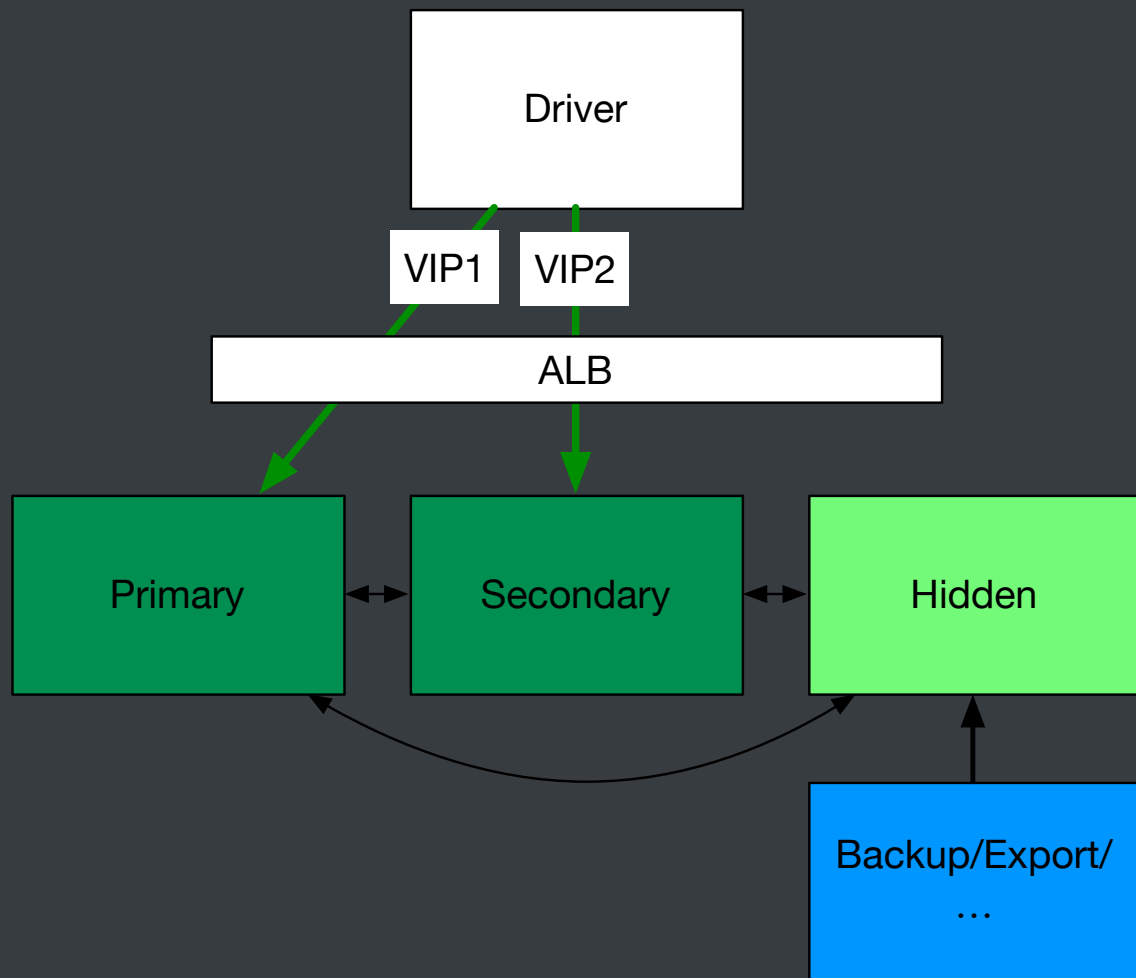 Driver
VIP1
VIP2
ALB
Primary
Secondary
Hidden
Backup/Export/
…